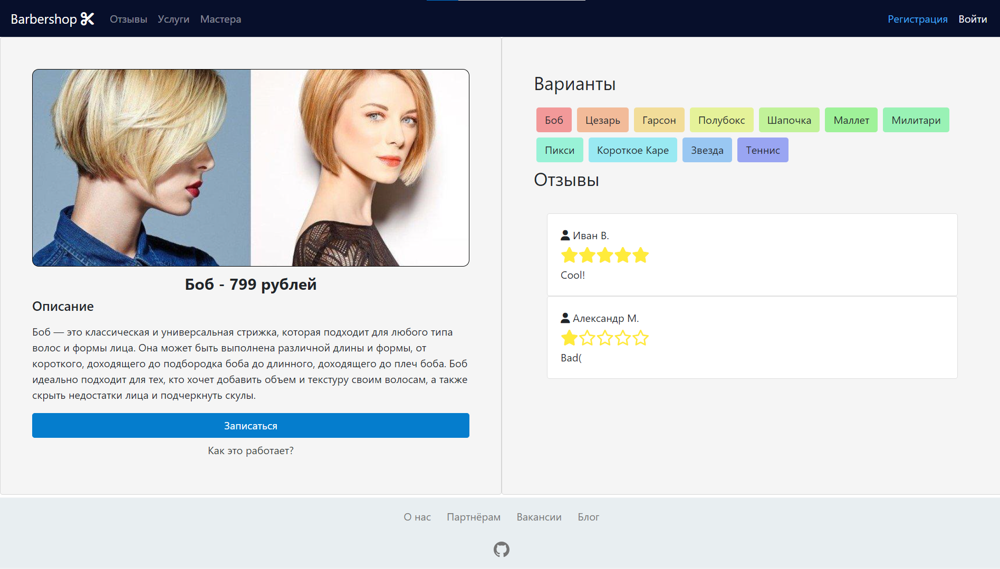 Barbershop Отзывы Услуги Мастера Регистрация Войти
Боб - 799 рублей
Описание
Боб — это классическая и универсальная стрижка, которая подходит для любого типа
волос и формы лица. Она может быть выполнена различной длины и формы, от
короткого, доходящего до подбородка боба до длинного, доходящего до плеч боба. Боб
идеально подходит для тех, кто хочет добавить объем и текстуру своим волосам, а также
скрыть недостатки лица и подчеркнуть скулы.
Записаться
Как это работает?
Варианты
Боб Цезарь Гарсон Полубокс Шапочка Маллет Милитари
Пикси Короткое Каре Звезда Теннис
Отзывы
Иван В.
Cool!
Александр М.
Bad(
О нас Партнёрам Вакансии Блог